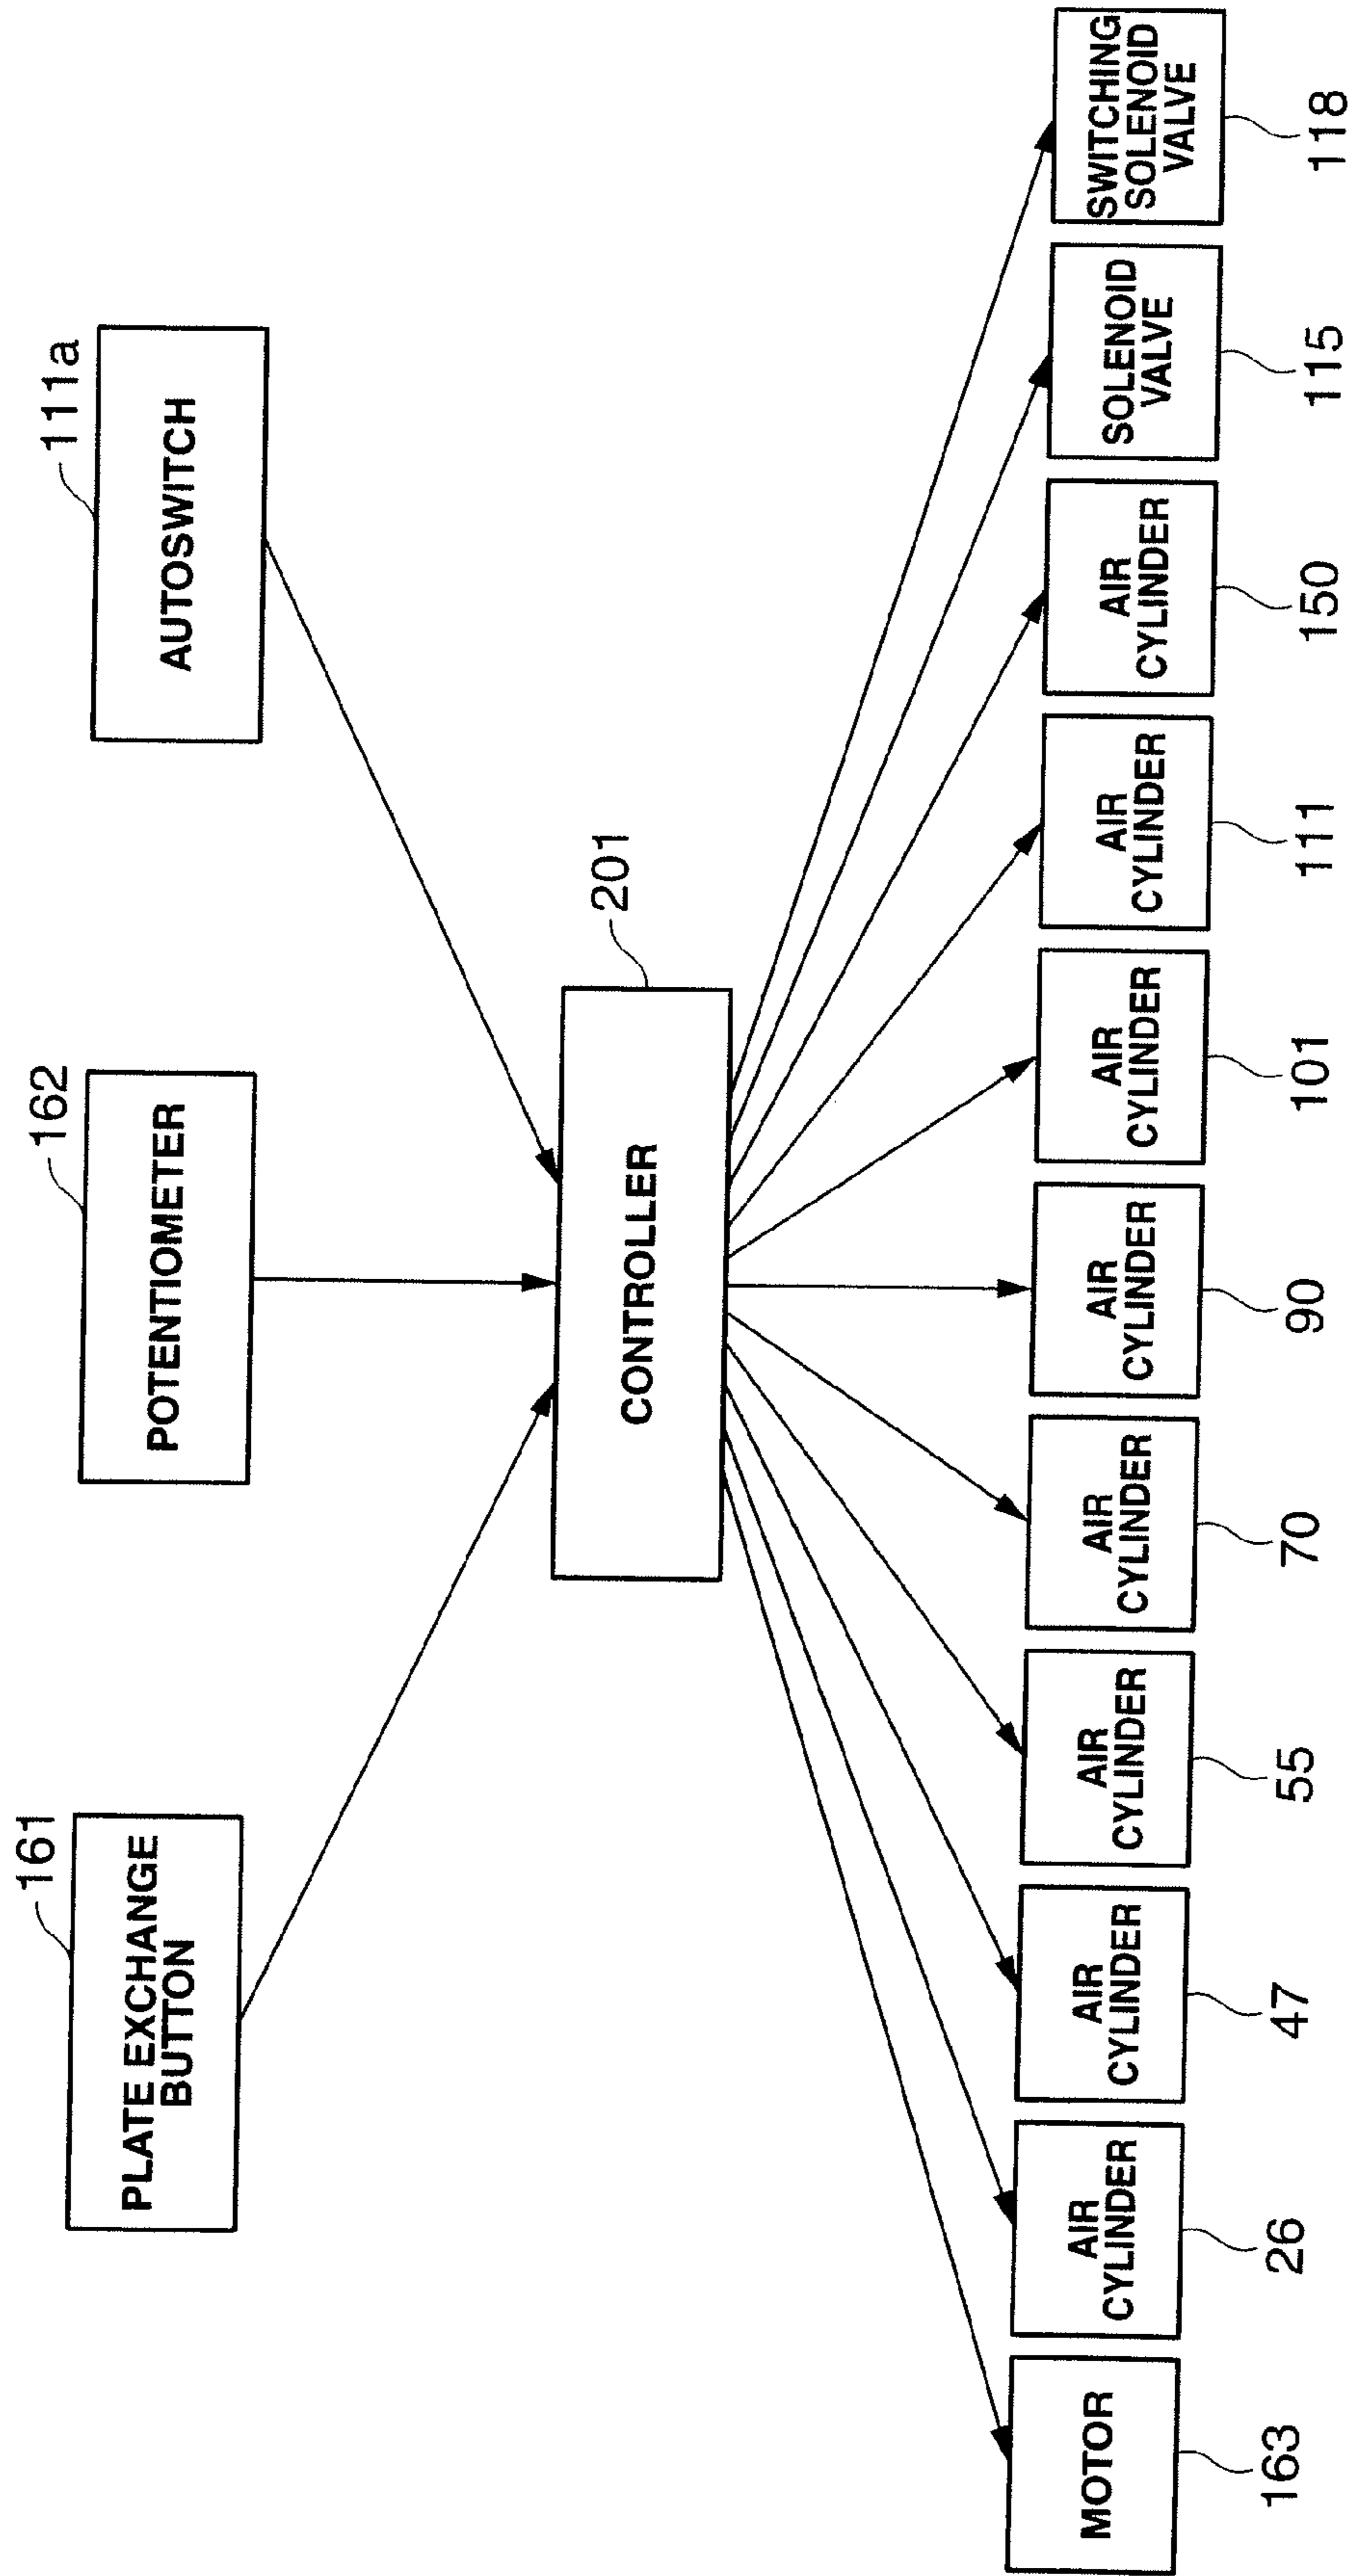 161
PLATE EXCHANGE
BUTTON
162
POTENTIOMETER
111a
AUTOSWITCH
201
CONTROLLER
MOTOR
163
AIR
CYLINDER
26
AIR
CYLINDER
47
AIR
CYLINDER
55
AIR
CYLINDER
70
AIR
CYLINDER
90
AIR
CYLINDER
101
AIR
CYLINDER
111
AIR
CYLINDER
150
SOLENOID
VALVE
115
SWITCHING
SOLENOID
VALVE
118